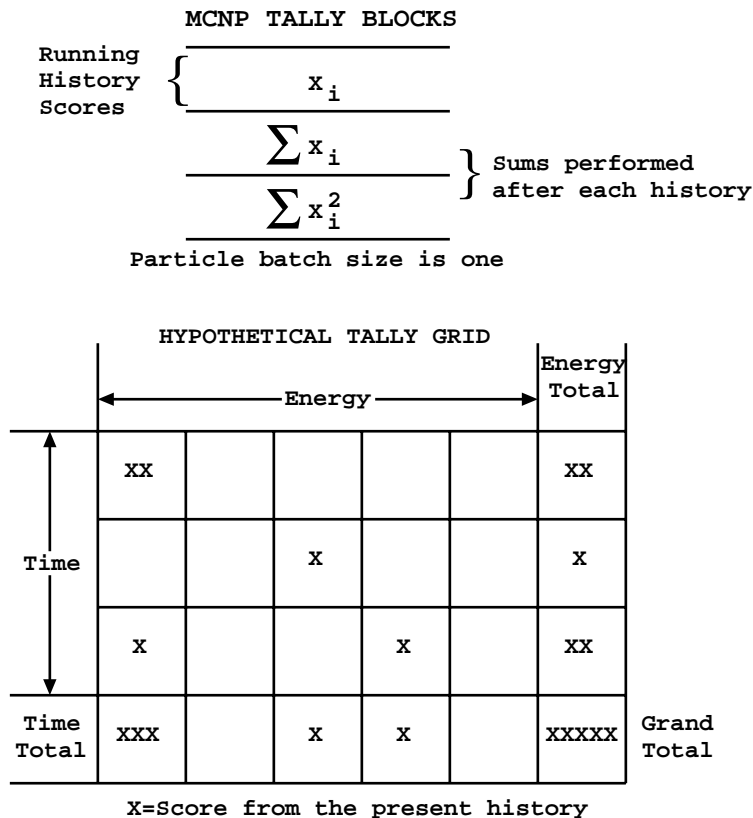 MCNP TALLY BLOCKS
Running
History
Scores
{
x_i
∑ x_i
∑ x_i^2
} Sums performed
after each history
Particle batch size is one
HYPOTHETICAL TALLY GRID
Energy
Total
Energy
Time
XX XX
X X
X X XX
Time
Total
XXX X X XXXXX
Grand
Total
X=Score from the present history